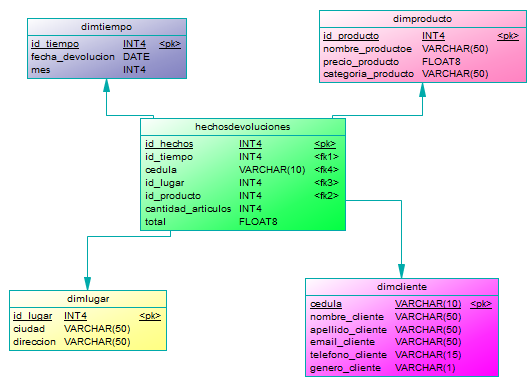 dimtiempo
id_tiempo INT4 <pk>
fecha_devolucion DATE
mes INT4
dimproducto
id_producto INT4 <pk>
nombre_productoe VARCHAR(50)
precio_producto FLOAT8
categoria_producto VARCHAR(50)
hechosdevoluciones
id_hechos INT4 <pk>
id_tiempo INT4 <fk1>
cedula VARCHAR(10) <fk4>
id_lugar INT4 <fk3>
id_producto INT4 <fk2>
cantidad_articulos INT4
total FLOAT8
dimlugar
id_lugar INT4 <pk>
ciudad VARCHAR(50)
direccion VARCHAR(50)
dimcliente
cedula VARCHAR(10) <pk>
nombre_cliente VARCHAR(50)
apellido_cliente VARCHAR(50)
email_cliente VARCHAR(50)
telefono_cliente VARCHAR(15)
genero_cliente VARCHAR(1)